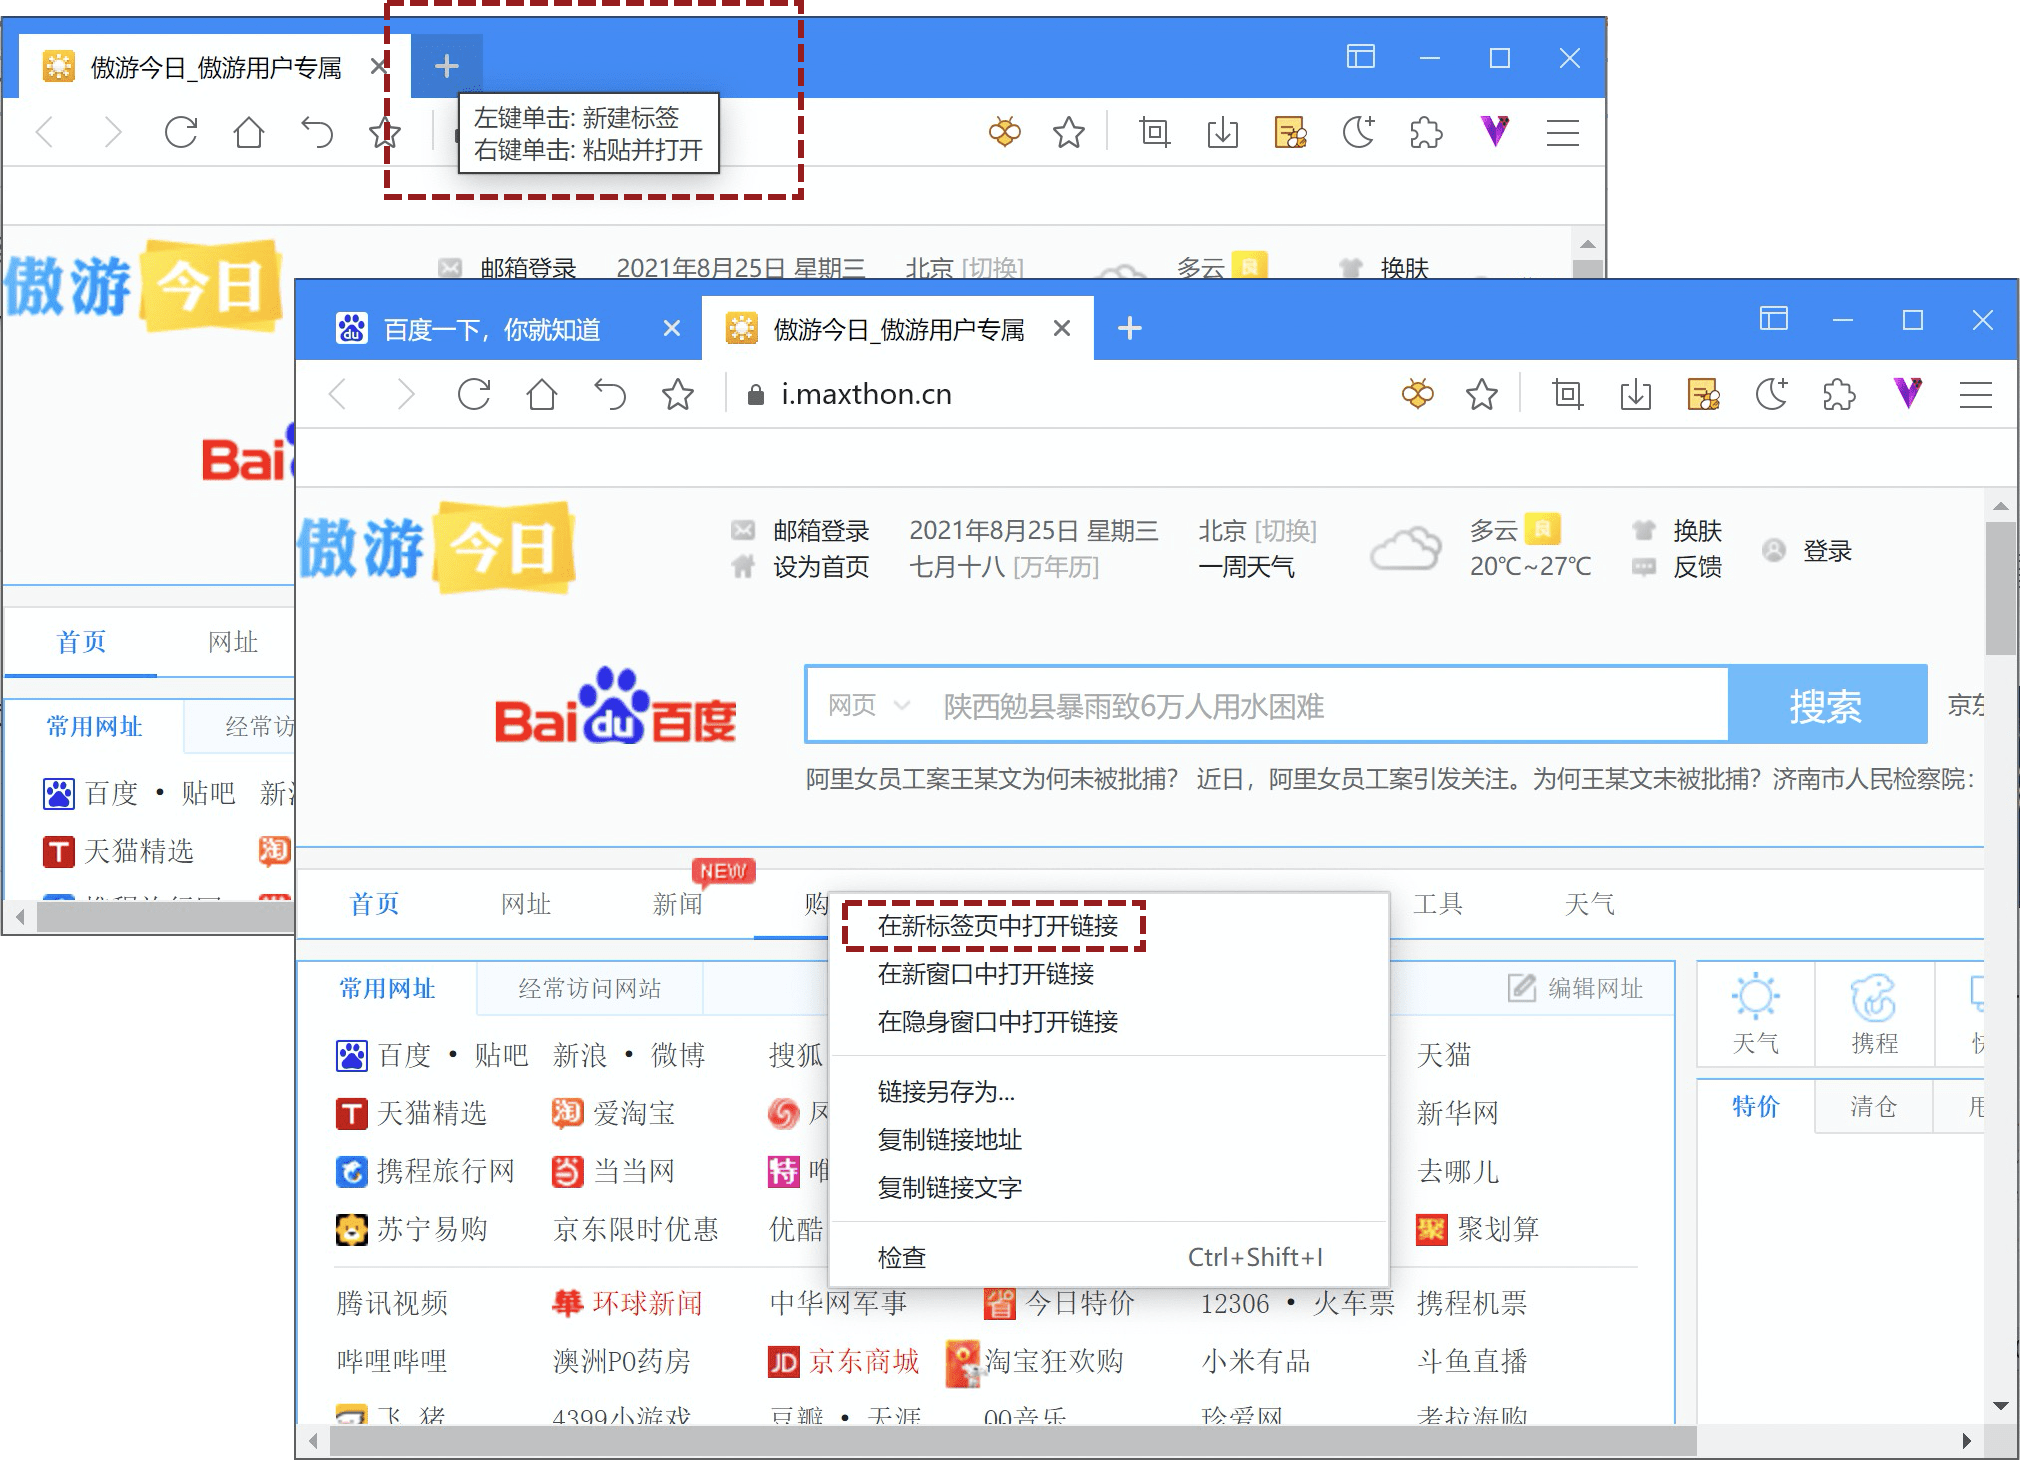 傲游今日_傲游用户专属
左键单击: 新建标签
右键单击: 粘贴并打开
傲游 今日
邮箱登录 2021年8月25日 星期三 北京 [切换] 多云 良 换肤
Bai
首页 网址
常用网址 经常访
百度 • 贴吧 新
天猫精选 淘
百度一下，你就知道 傲游今日_傲游用户专属
i.maxthon.cn
傲游 今日
邮箱登录 2021年8月25日 星期三 北京 [切换] 多云 良 换肤
设为首页 七月十八 [万年历] 一周天气 20℃~27℃ 反馈 登录
Bai du 百度 网页 陕西勉县暴雨致6万人用水困难 搜索 京东
阿里女员工案王某文为何未被批捕？ 近日，阿里女员工案引发关注。为何王某文未被批捕？济南市人民检察院：
NEW
首页 网址 新闻 购 工具 天气
在新标签页中打开链接
在新窗口中打开链接
在隐身窗口中打开链接
链接另存为...
复制链接地址
复制链接文字
检查 Ctrl+Shift+I
常用网址 经常访问网站 编辑网址
百度 • 贴吧 新浪 • 微博 搜狐 天猫
T 天猫精选 淘 爱淘宝 凤 新华网
携程旅行网 当 当当网 特 唯 去哪儿
苏宁易购 京东限时优惠 优酷 聚 聚划算
腾讯视频 華 环球新闻 中华网军事 省 今日特价 12306 • 火车票 携程机票
哔哩哔哩 澳洲PO药房 JD 京东商城 淘宝狂欢购 小米有品 斗鱼直播
飞 猪 4399小游戏 豆瓣 • 天涯 QQ音乐 珍爱网 考拉海购
天气 携程
特价 清仓